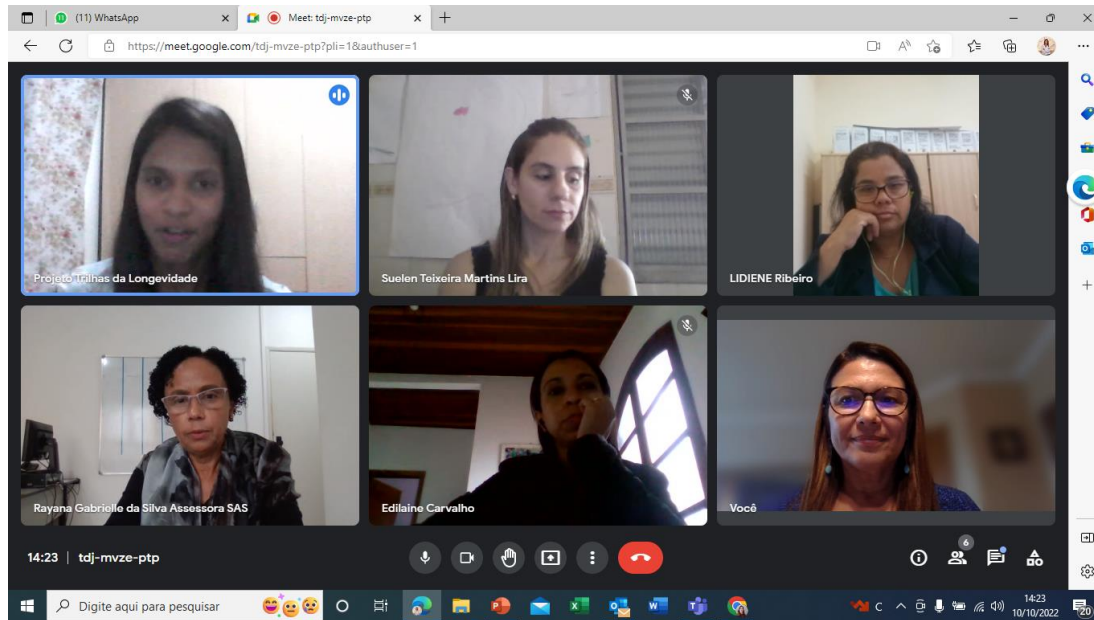 (11) WhatsApp
Meet: tdj-mvze-ptp
https://meet.google.com/tdj-mvze-ptp?pli=1&authuser=1
Projeto Trilhas da Longevidade
Suelen Teixeira Martins Lira
LIDIENE Ribeiro
Rayana Gabrielle da Silva Assessora SAS
Edilaine Carvalho
Você
14:23 | tdj-mvze-ptp
6
Digite aqui para pesquisar
C
14:23
10/10/2022
20